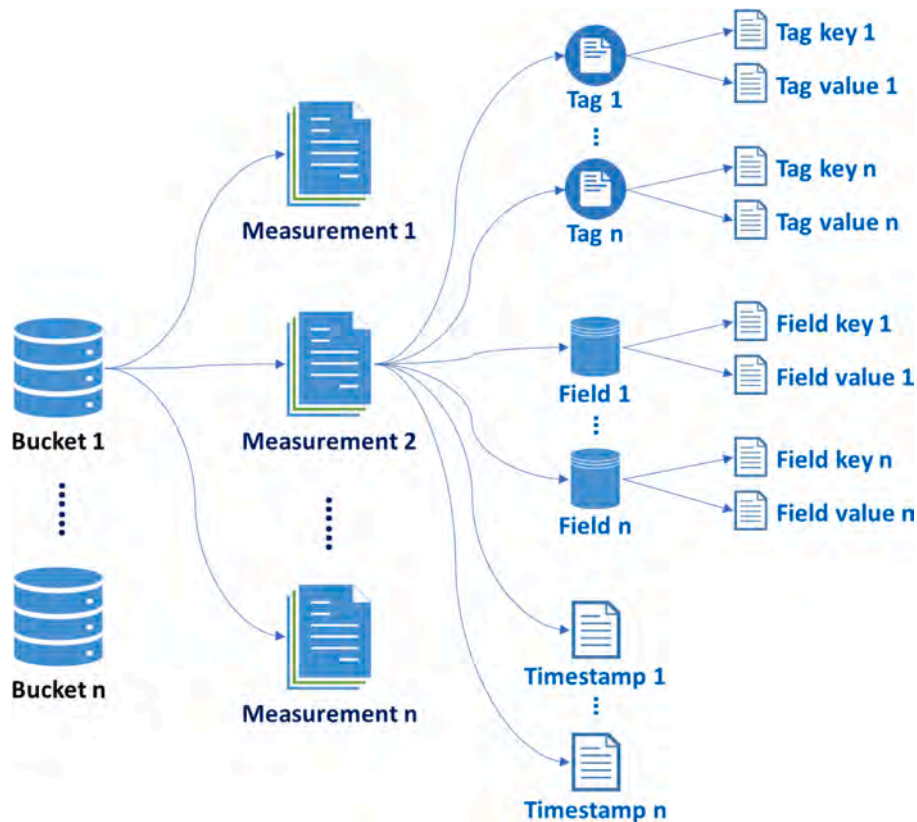 Tag key 1
Tag value 1
Tag 1
Tag key n
Tag value n
Tag n
Measurement 1
Field key 1
Field value 1
Field 1
Bucket 1
Measurement 2
Field key n
Field value n
Field n
Timestamp 1
Bucket n
Measurement n
Timestamp n